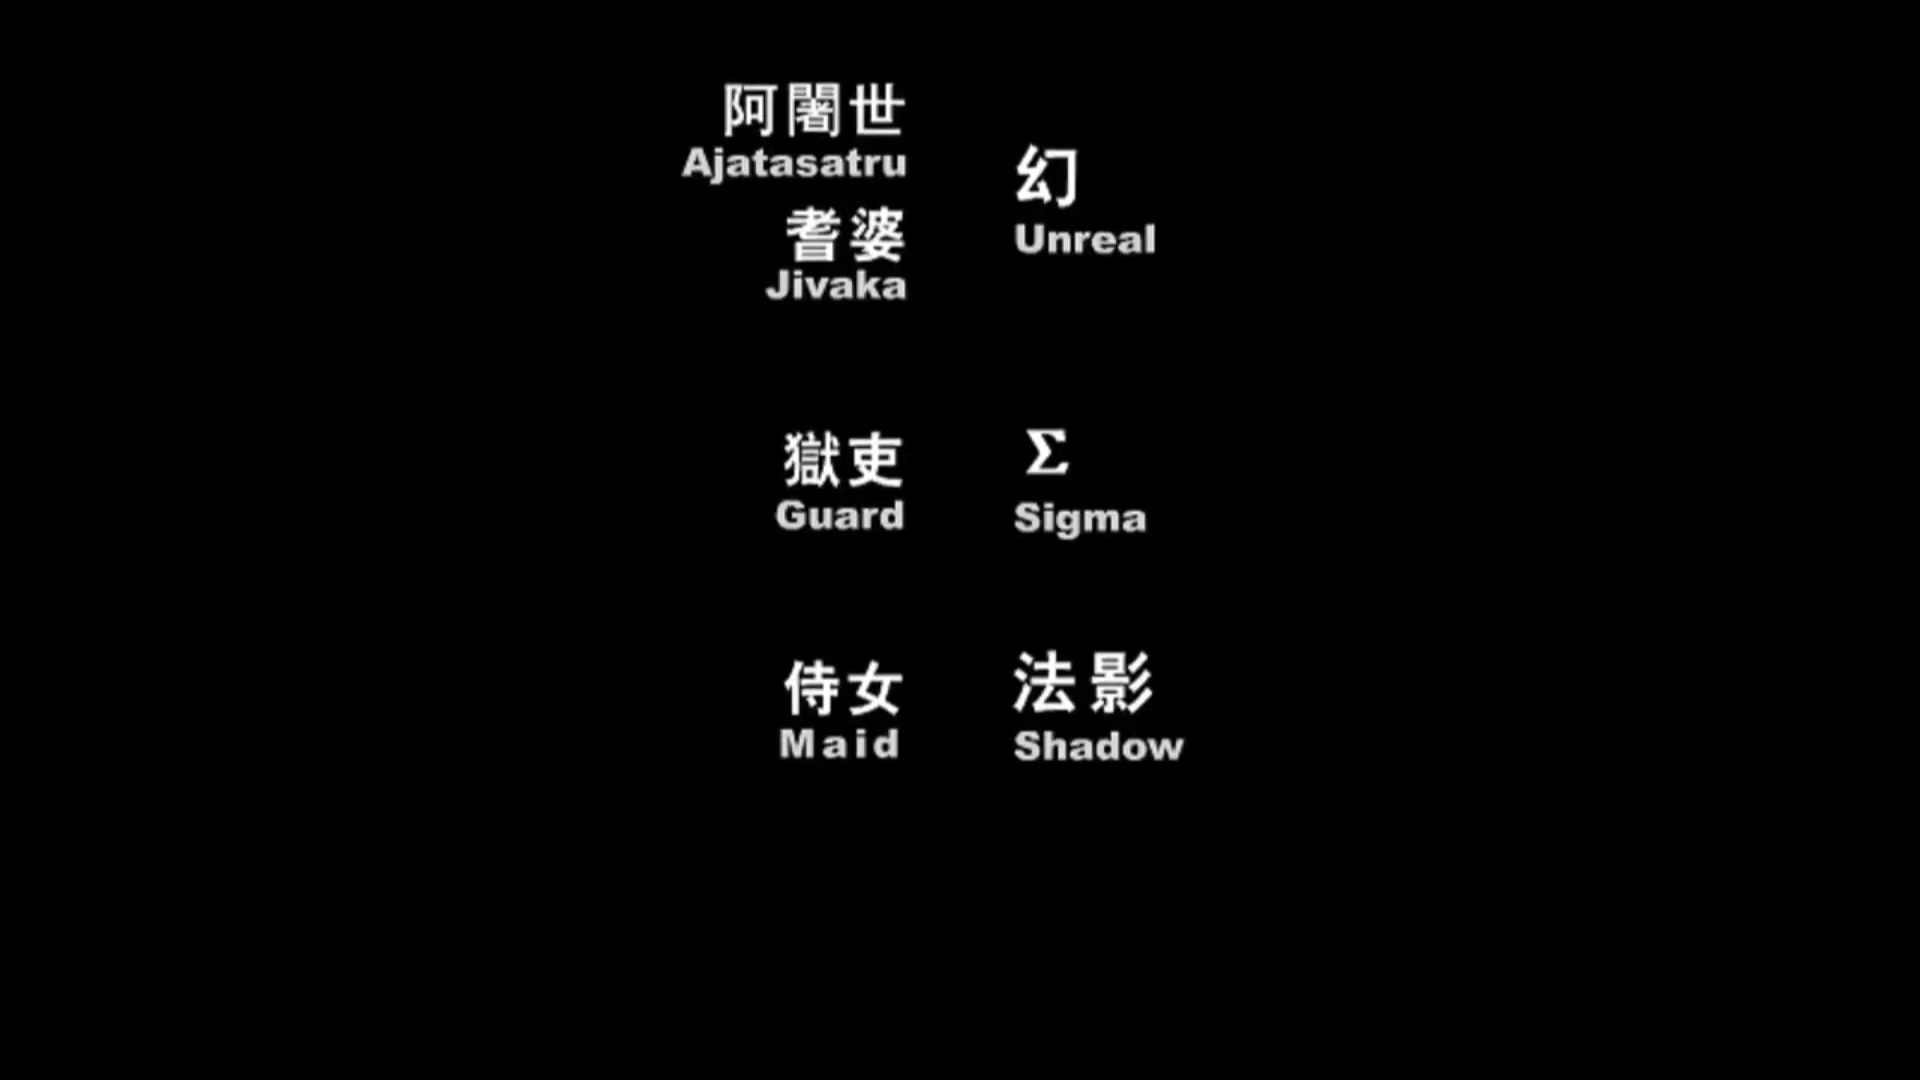 阿闍世
Ajatasatru
耆婆
Jivaka
幻
Unreal
獄吏
Guard
Σ
Sigma
侍女
Maid
法影
Shadow